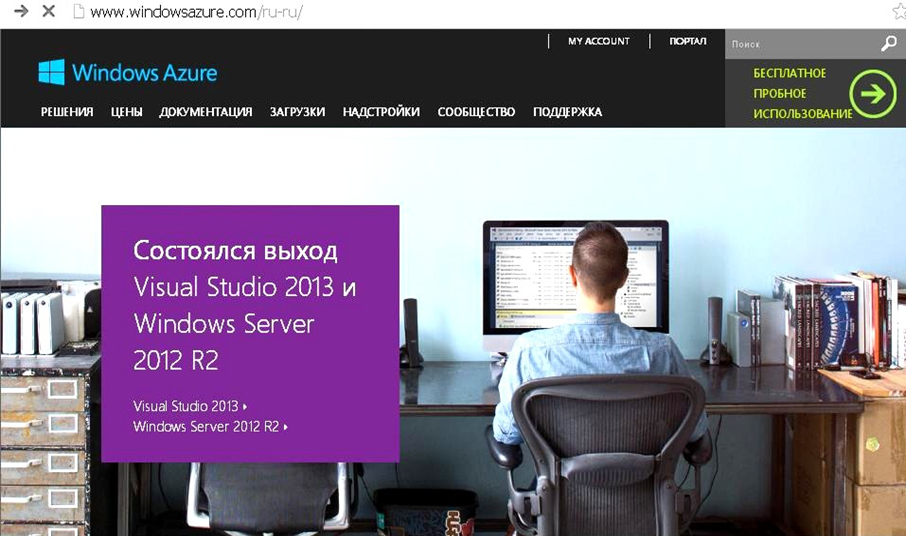 www.windowsazure.com/ru-ru/
MY ACCOUNT
ПОРТАЛ
Поиск
Windows Azure
БЕСПЛАТНОЕ
ПРОБНОЕ
ИСПОЛЬЗОВАНИЕ
РЕШЕНИЯ ЦЕНЫ ДОКУМЕНТАЦИЯ ЗАГРУЗКИ НАДСТРОЙКИ СООБЩЕСТВО ПОДДЕРЖКА
Состоялся выход
Visual Studio 2013 и
Windows Server
2012 R2
Visual Studio 2013
Windows Server 2012 R2